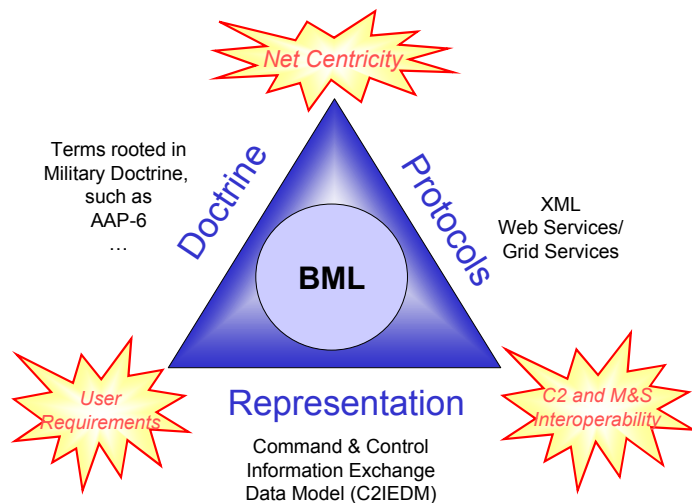 Net Centricity
Terms rooted in
Military Doctrine,
such as
AAP-6
…
Doctrine
Protocols
XML
Web Services/
Grid Services
BML
User
Requirements
Representation
C2 and M&S
Interoperability
Command & Control
Information Exchange
Data Model (C2IEDM)